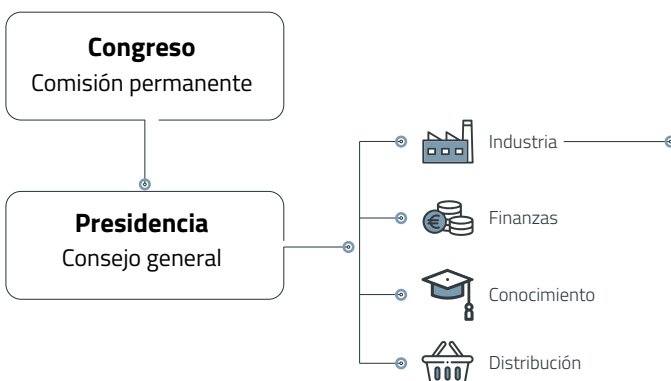 Congreso
Comisión permanente
Presidencia
Consejo general
Industria
Finanzas
Conocimiento
Distribución